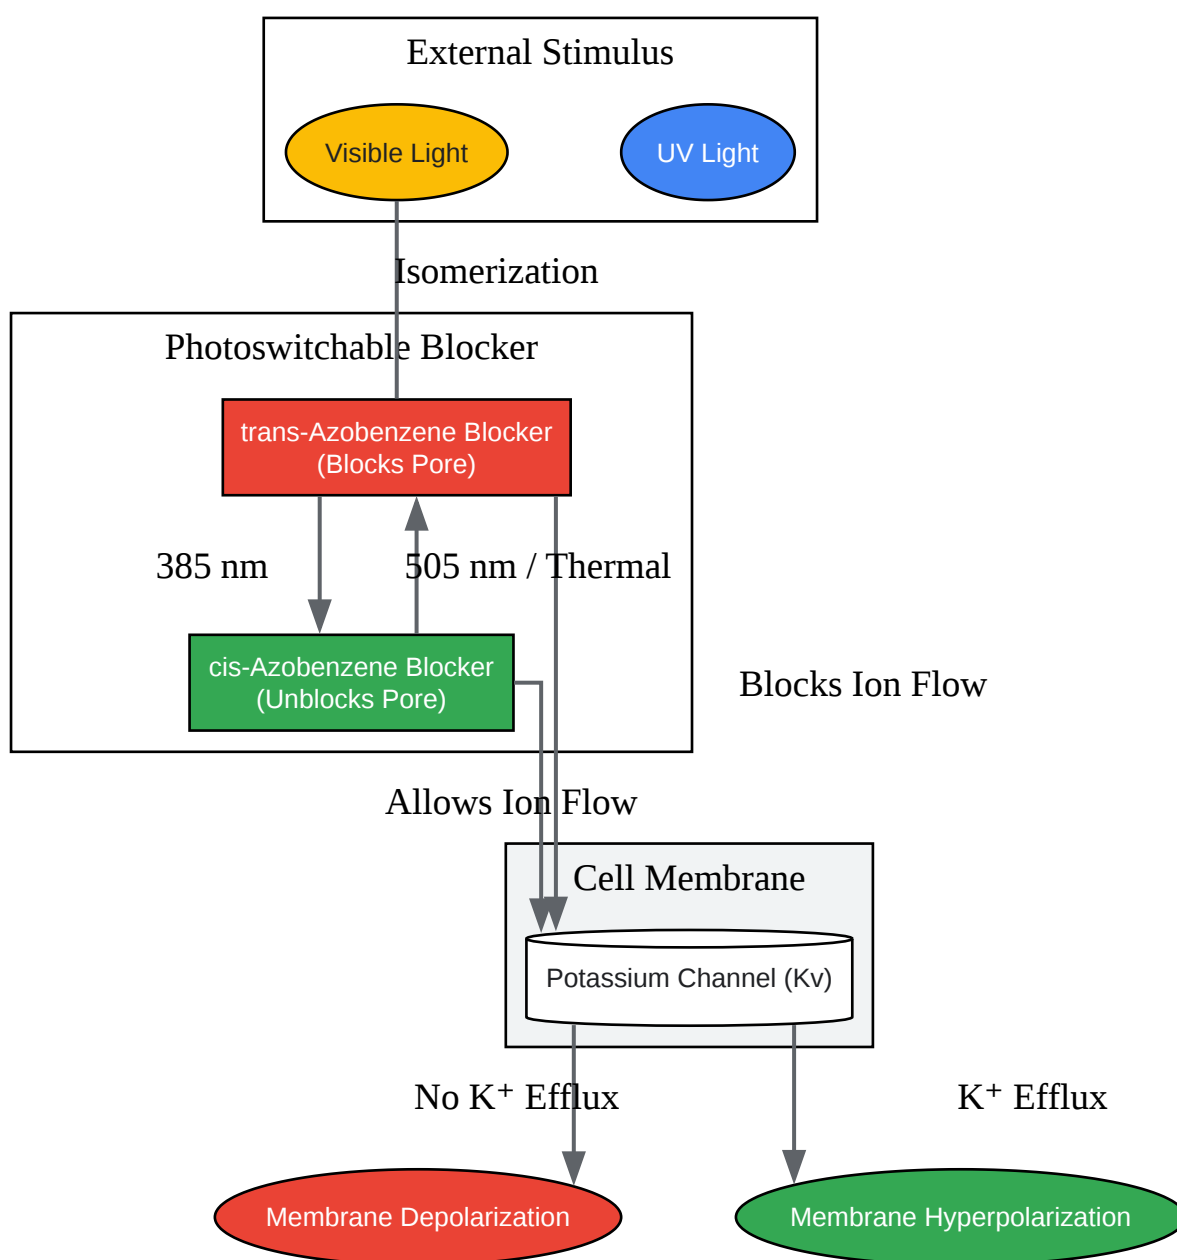 External Stimulus
Visible Light
UV Light
Isomerization
Photoswitchable Blocker
trans-Azobenzene Blocker
(Blocks Pore)
385 nm
505 nm / Thermal
cis-Azobenzene Blocker
(Unblocks Pore)
Blocks Ion Flow
Allows Ion Flow
Cell Membrane
Potassium Channel (Kv)
No K⁺ Efflux
K⁺ Efflux
Membrane Depolarization
Membrane Hyperpolarization